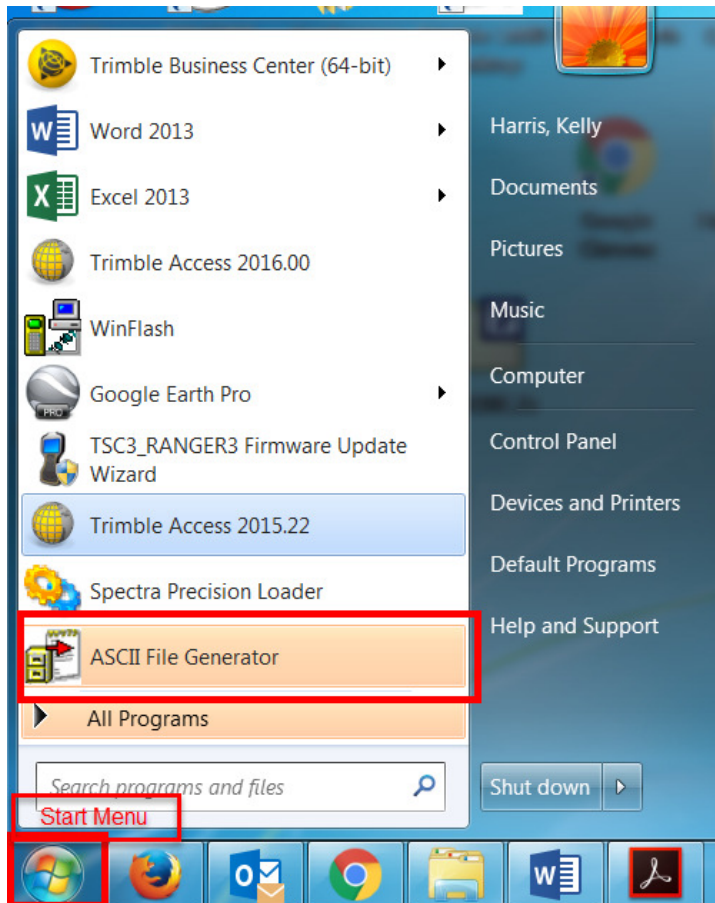 Trimble Business Center (64-bit)
Word 2013
Excel 2013
Trimble Access 2016.00
WinFlash
Google Earth Pro
PRO
TSC3_RANGER3 Firmware Update
Wizard
Trimble Access 2015.22
Spectra Precision Loader
ASCII File Generator
All Programs
Search programs and files
Start Menu
Harris, Kelly
Documents
Pictures
Music
Computer
Control Panel
Devices and Printers
Default Programs
Help and Support
Shut down